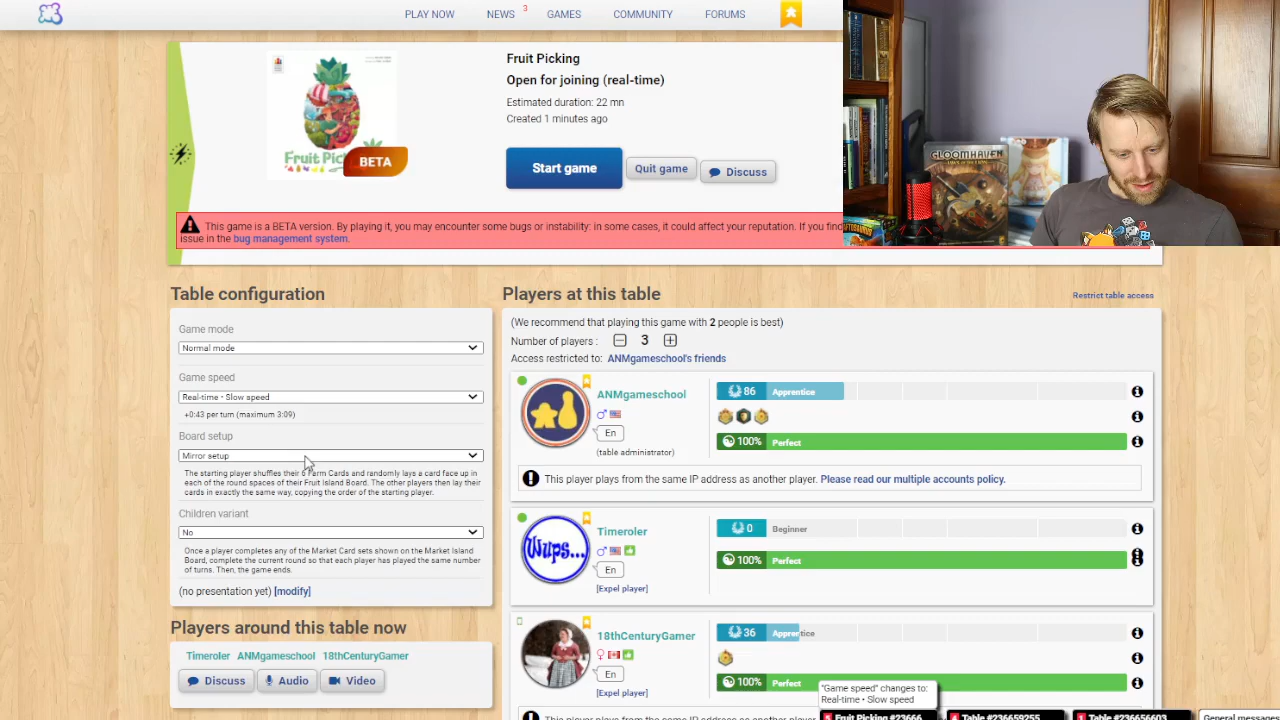 PLAY NOW
NEWS 3
GAMES
COMMUNITY
FORUMS
Fruit Picking
Open for joining (real-time)
Estimated duration: 22 mn
Created 1 minutes ago
BETA
Start game
Quit game
Discuss
GLOOMHAVEN
This game is a BETA version. By playing it, you may encounter some bugs or instability: in some cases, it could affect your reputation. If you find
issue in the bug management system.
Table configuration
Game mode
Normal mode
Game speed
Real-time • Slow speed
+0:43 per turn (maximum 3:09)
Board setup
Mirror setup
The starting player shuffles their 6 Farm Cards and randomly lays a card face up in
each of the round spaces of their Fruit Island Board. The other players then lay their
cards in exactly the same way, copying the order of the starting player.
Children variant
No
Once a player completes any of the Market Card sets shown on the Market Island
Board, complete the current round so that each player has played the same number
of turns. Then, the game ends.
(no presentation yet) [modify]
Players around this table now
Timeroler ANMgameschool 18thCenturyGamer
Discuss
Audio
Video
Players at this table
Restrict table access
(We recommend that playing this game with 2 people is best)
Number of players : 3
Access restricted to: ANMgameschool's friends
ANMgameschool
En
(table administrator)
86 Apprentice
100% Perfect
This player plays from the same IP address as another player. Please read our multiple accounts policy.
Wups...
Timeroler
En
[Expel player]
0 Beginner
100% Perfect
18thCenturyGamer
En
[Expel player]
36 Apprentice
100% Perfect
"Game speed" changes to:
Real-time • Slow speed
Fruit Picking #23666
Table #236659255
Table #236656603
General messages